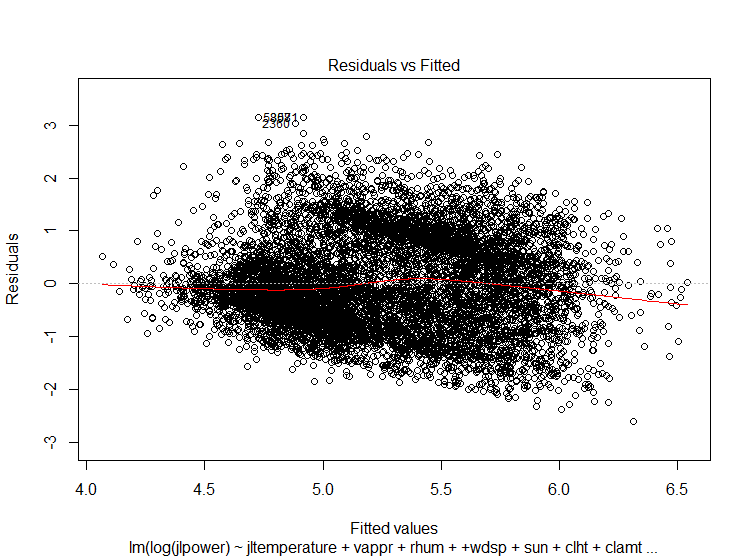 Residuals vs Fitted
Residuals
3
2
1
0
-1
-2
-3
2360
4.0 4.5 5.0 5.5 6.0 6.5
Fitted values
lm(log(jlpower) ~ jltemperature + vappr + rhum + +wdsp + sun + clht + clamt ...